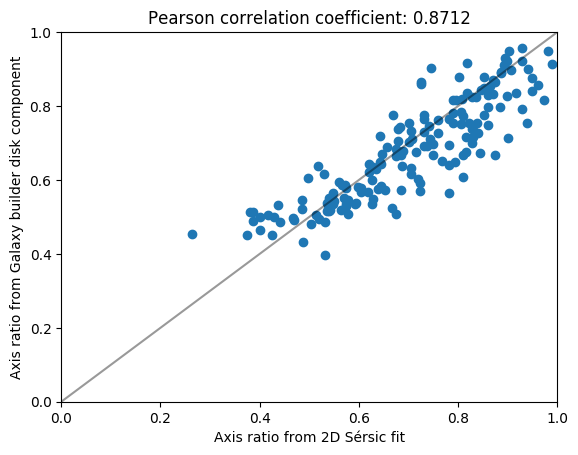 Pearson correlation coefficient: 0.8712
1.0
0.8
0.6
0.4
0.2
0.0
Axis ratio from Galaxy builder disk component
0.0 0.2 0.4 0.6 0.8 1.0
Axis ratio from 2D Sérsic fit